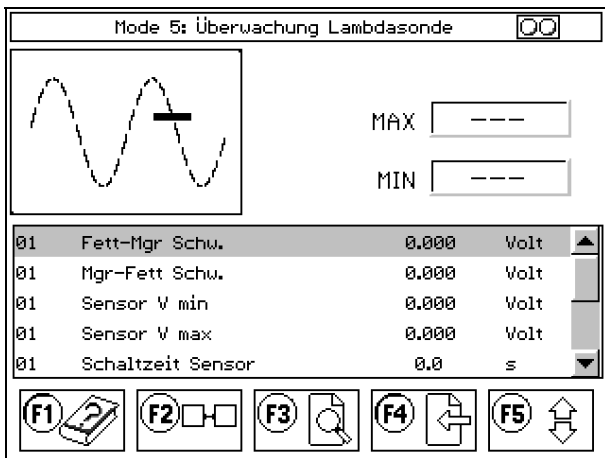 Mode 5: Überwachung Lambdasonde
MAX ---
MIN ---
01 Fett-Mgr Schw. 0.000 Volt
01 Mgr-Fett Schw. 0.000 Volt
01 Sensor V min 0.000 Volt
01 Sensor V max 0.000 Volt
01 Schaltzeit Sensor 0.0 s
F1 ? F2 F3 F4 F5